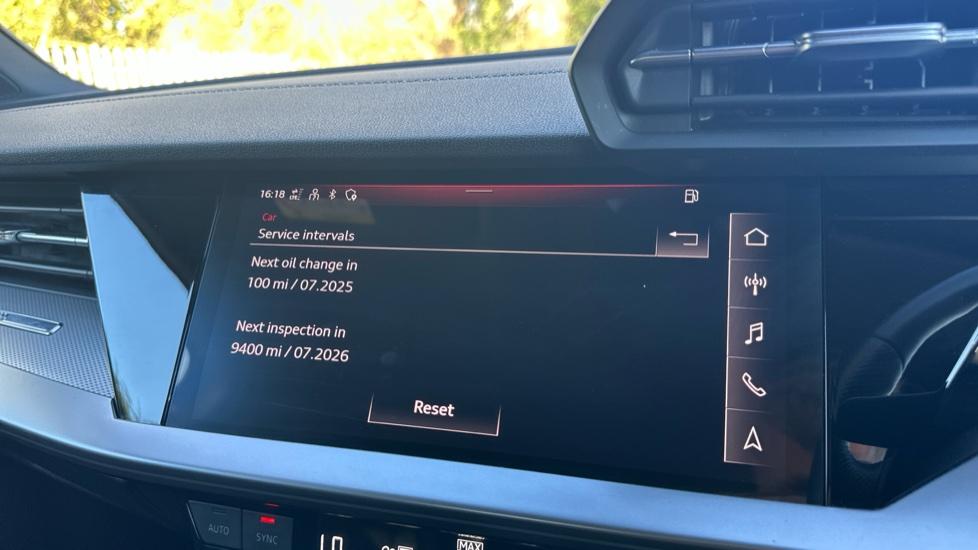 16:18
Car
Service intervals
Next oil change in
100 mi / 07.2025
Next inspection in
9400 mi / 07.2026
Reset
AUTO
SYNC
LO
MAX